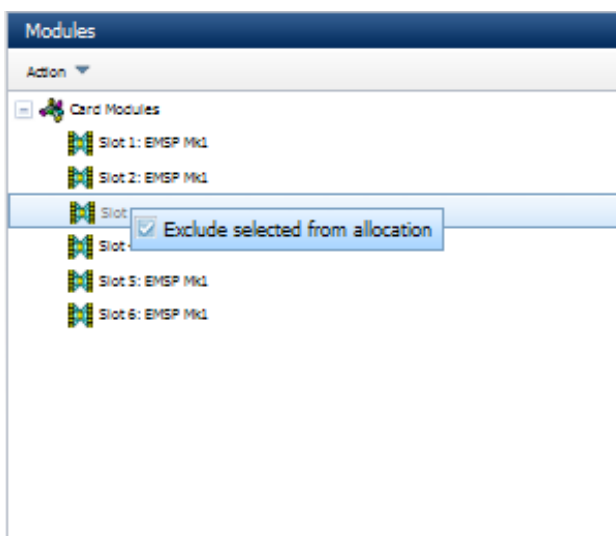 Modules
Action
Card Modules
Slot 1: EMSP Mk1
Slot 2: EMSP Mk1
Slot
Exclude selected from allocation
Slot
Slot 5: EMSP Mk1
Slot 6: EMSP Mk1